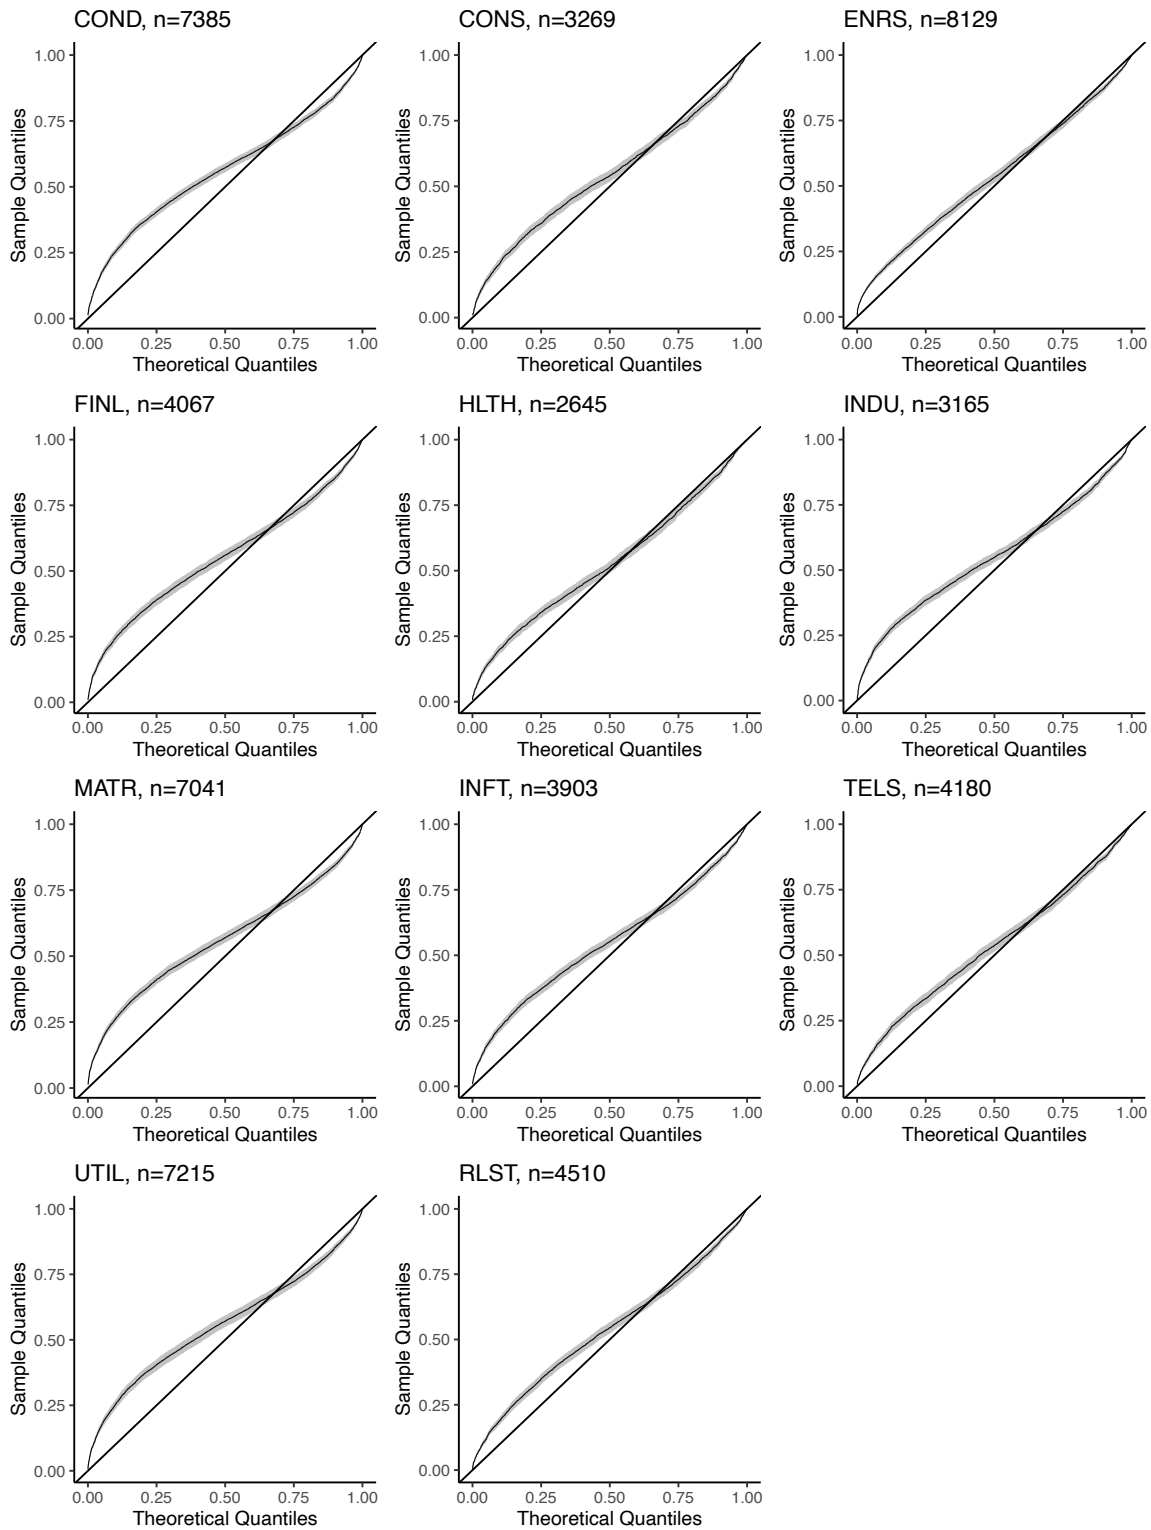 COND, n=7385
Sample Quantiles
1.00
0.75
0.50
0.25
0.00
0.00 0.25 0.50 0.75 1.00
Theoretical Quantiles
CONS, n=3269
Sample Quantiles
1.00
0.75
0.50
0.25
0.00
0.00 0.25 0.50 0.75 1.00
Theoretical Quantiles
ENRS, n=8129
Sample Quantiles
1.00
0.75
0.50
0.25
0.00
0.00 0.25 0.50 0.75 1.00
Theoretical Quantiles
FINL, n=4067
Sample Quantiles
1.00
0.75
0.50
0.25
0.00
0.00 0.25 0.50 0.75 1.00
Theoretical Quantiles
HLTH, n=2645
Sample Quantiles
1.00
0.75
0.50
0.25
0.00
0.00 0.25 0.50 0.75 1.00
Theoretical Quantiles
INDU, n=3165
Sample Quantiles
1.00
0.75
0.50
0.25
0.00
0.00 0.25 0.50 0.75 1.00
Theoretical Quantiles
MATR, n=7041
Sample Quantiles
1.00
0.75
0.50
0.25
0.00
0.00 0.25 0.50 0.75 1.00
Theoretical Quantiles
INFT, n=3903
Sample Quantiles
1.00
0.75
0.50
0.25
0.00
0.00 0.25 0.50 0.75 1.00
Theoretical Quantiles
TELS, n=4180
Sample Quantiles
1.00
0.75
0.50
0.25
0.00
0.00 0.25 0.50 0.75 1.00
Theoretical Quantiles
UTIL, n=7215
Sample Quantiles
1.00
0.75
0.50
0.25
0.00
0.00 0.25 0.50 0.75 1.00
Theoretical Quantiles
RLST, n=4510
Sample Quantiles
1.00
0.75
0.50
0.25
0.00
0.00 0.25 0.50 0.75 1.00
Theoretical Quantiles